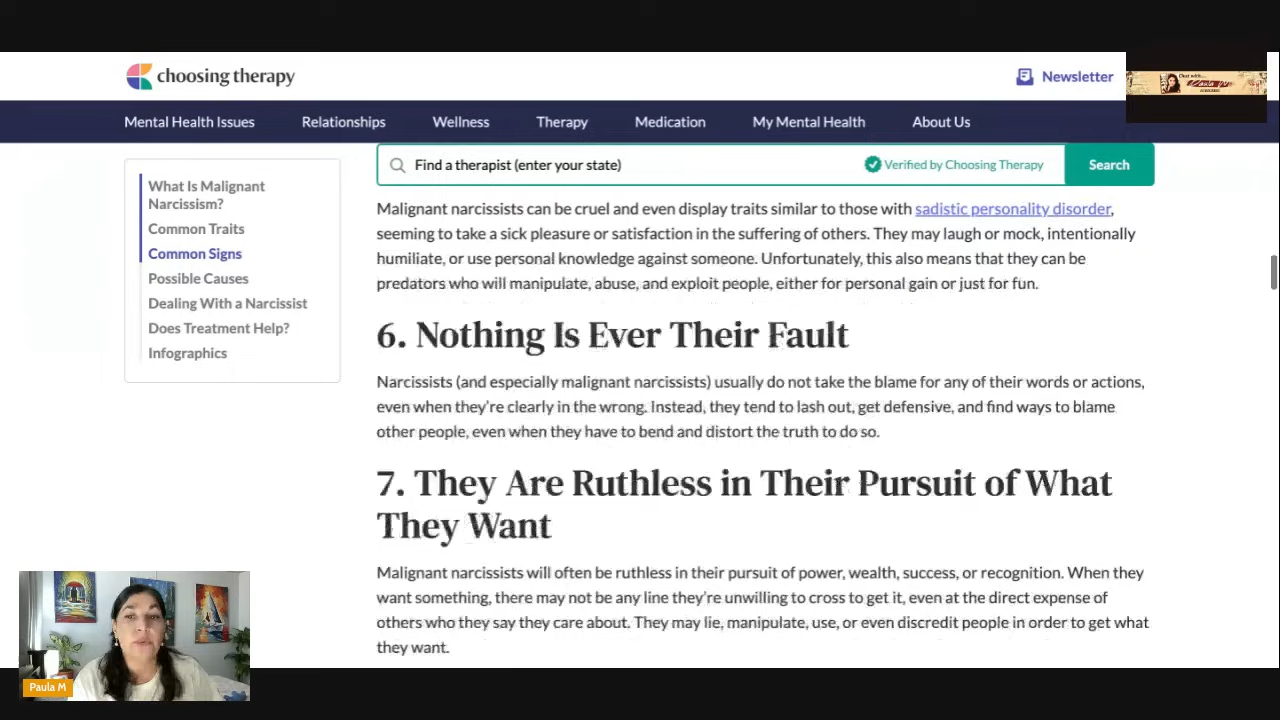 choosing therapy
Newsletter
Mental Health Issues
Relationships
Wellness
Therapy
Medication
My Mental Health
About Us
Find a therapist (enter your state)
Verified by Choosing Therapy
Search
What Is Malignant
Narcissism?
Common Traits
Common Signs
Possible Causes
Dealing With a Narcissist
Does Treatment Help?
Infographics
Malignant narcissists can be cruel and even display traits similar to those with sadistic personality disorder,
seeming to take a sick pleasure or satisfaction in the suffering of others. They may laugh or mock, intentionally
humiliate, or use personal knowledge against someone. Unfortunately, this also means that they can be
predators who will manipulate, abuse, and exploit people, either for personal gain or just for fun.
6. Nothing Is Ever Their Fault
Narcissists (and especially malignant narcissists) usually do not take the blame for any of their words or actions,
even when they're clearly in the wrong. Instead, they tend to lash out, get defensive, and find ways to blame
other people, even when they have to bend and distort the truth to do so.
7. They Are Ruthless in Their Pursuit of What
They Want
Malignant narcissists will often be ruthless in their pursuit of power, wealth, success, or recognition. When they
want something, there may not be any line they're unwilling to cross to get it, even at the direct expense of
others who they say they care about. They may lie, manipulate, use, or even discredit people in order to get what
they want.
Paula M